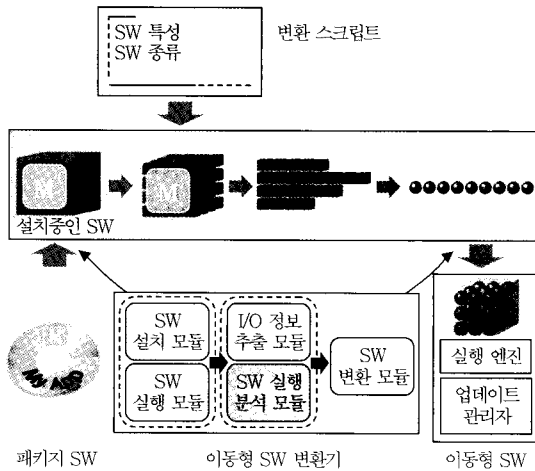 SW 특성
SW 종류
변환 스크립트
M
M
설치중인 SW
SW
설치 모듈
I/O 정보
추출 모듈
SW
변환 모듈
SW
실행 모듈
SW 실행
분석 모듈
실행 엔진
업데이트
관리자
패키지 SW
이동형 SW 변환기
이동형 SW